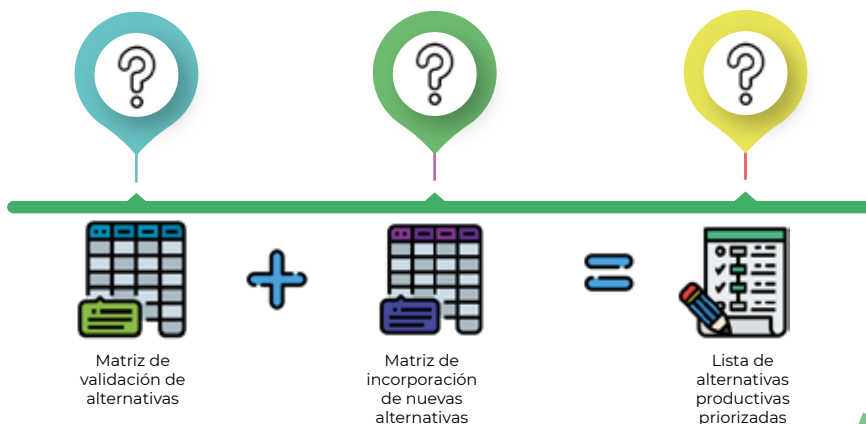 ?
?
?
Matriz de
validación de
alternativas
Matriz de
incorporación
de nuevas
alternativas
Lista de
alternativas
productivas
priorizadas